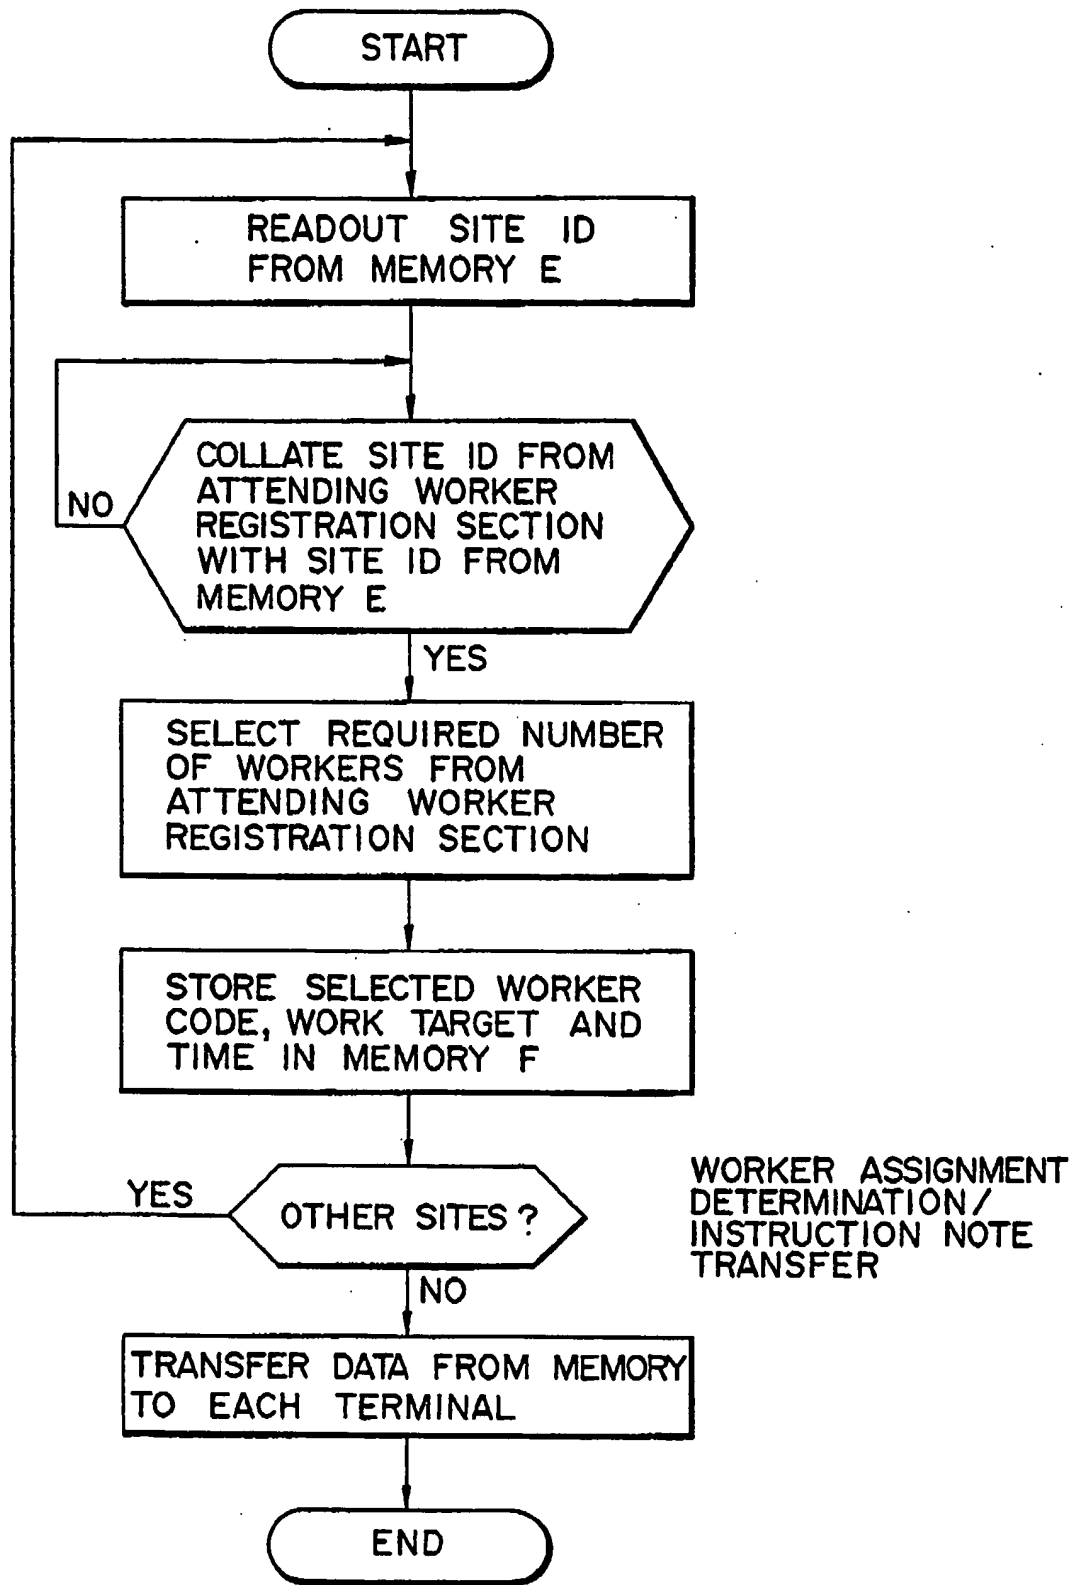 START
READOUT SITE ID
FROM MEMORY E
COLLATE SITE ID FROM
ATTENDING WORKER
REGISTRATION SECTION
WITH SITE ID FROM
MEMORY E
NO
YES
SELECT REQUIRED NUMBER
OF WORKERS FROM
ATTENDING WORKER
REGISTRATION SECTION
STORE SELECTED WORKER
CODE, WORK TARGET AND
TIME IN MEMORY F
YES
OTHER SITES?
NO
WORKER ASSIGNMENT
DETERMINATION/
INSTRUCTION NOTE
TRANSFER
TRANSFER DATA FROM MEMORY
TO EACH TERMINAL
END